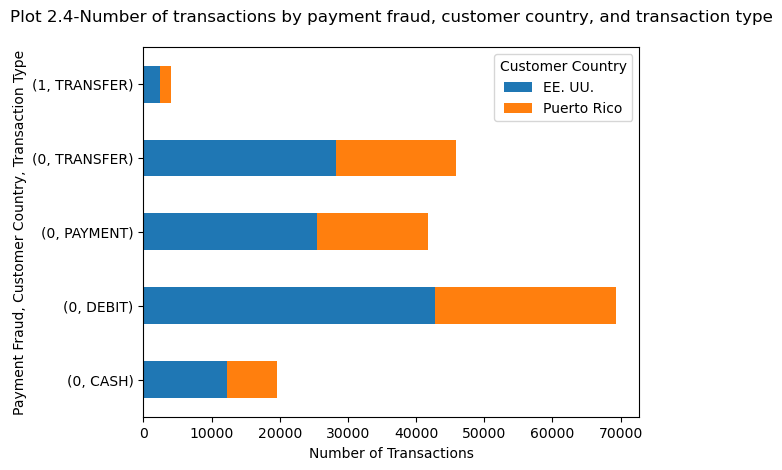 Plot 2.4-Number of transactions by payment fraud, customer country, and transaction type
Customer Country
EE. UU.
Puerto Rico
Payment Fraud, Customer Country, Transaction Type
(1, TRANSFER)
(0, TRANSFER)
(0, PAYMENT)
(0, DEBIT)
(0, CASH)
0 10000 20000 30000 40000 50000 60000 70000
Number of Transactions